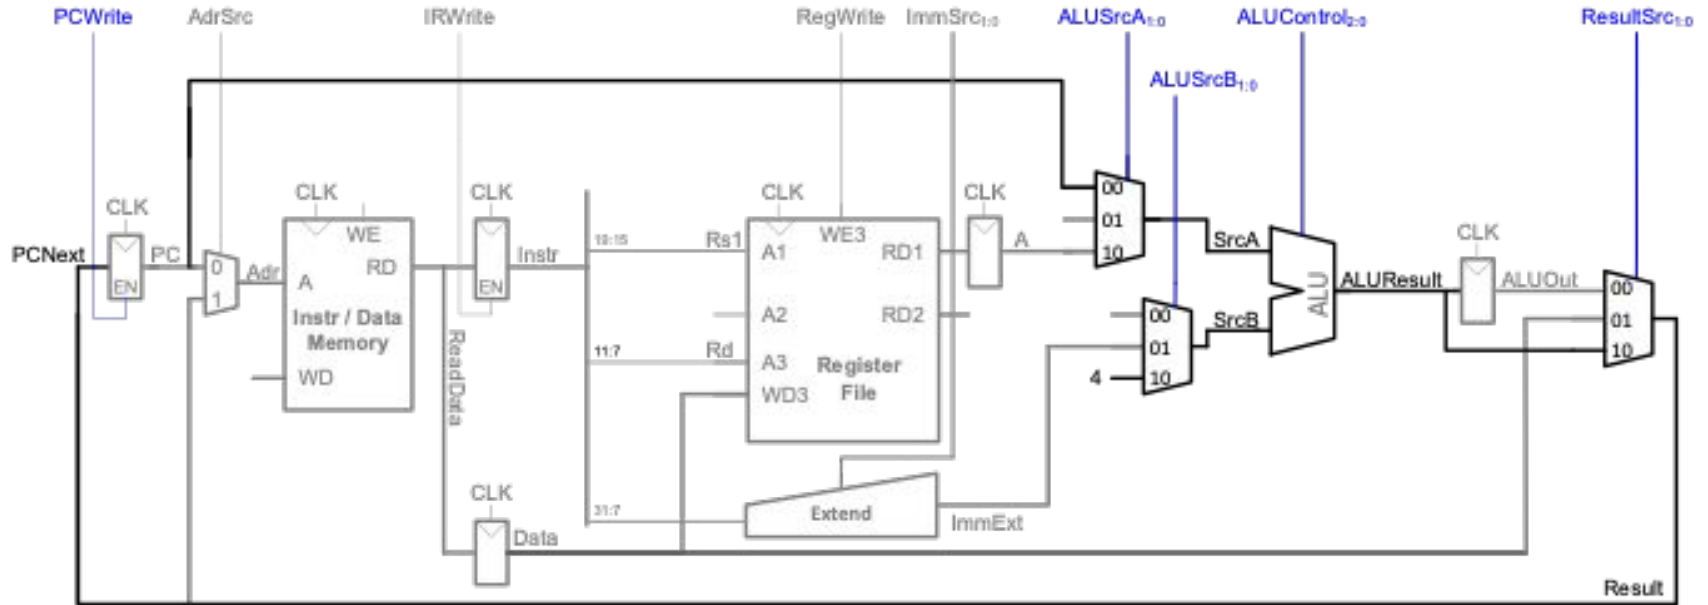 PCWrite AdrSrc IRWrite RegWrite ImmSrc1:0 ALUSrcA1:0 ALUControl2:0 ResultSrc1:0
ALUSrcB1:0
CLK CLK CLK CLK CLK
00
WE WE3 01
PCNext PC 0 Adr A RD Instr 19:15 Rs1 A1 RD1 A 10 SrcA CLK
EN 1 EN
Instr / Data
Memory
A2 RD2 00 SrcB ALU ALUResult ALUOut 00
ReadData 11:7 Rd A3 01 01
WD Register
File
WD3 4 10 10
CLK
31:7 Extend ImmExt
Data
Result